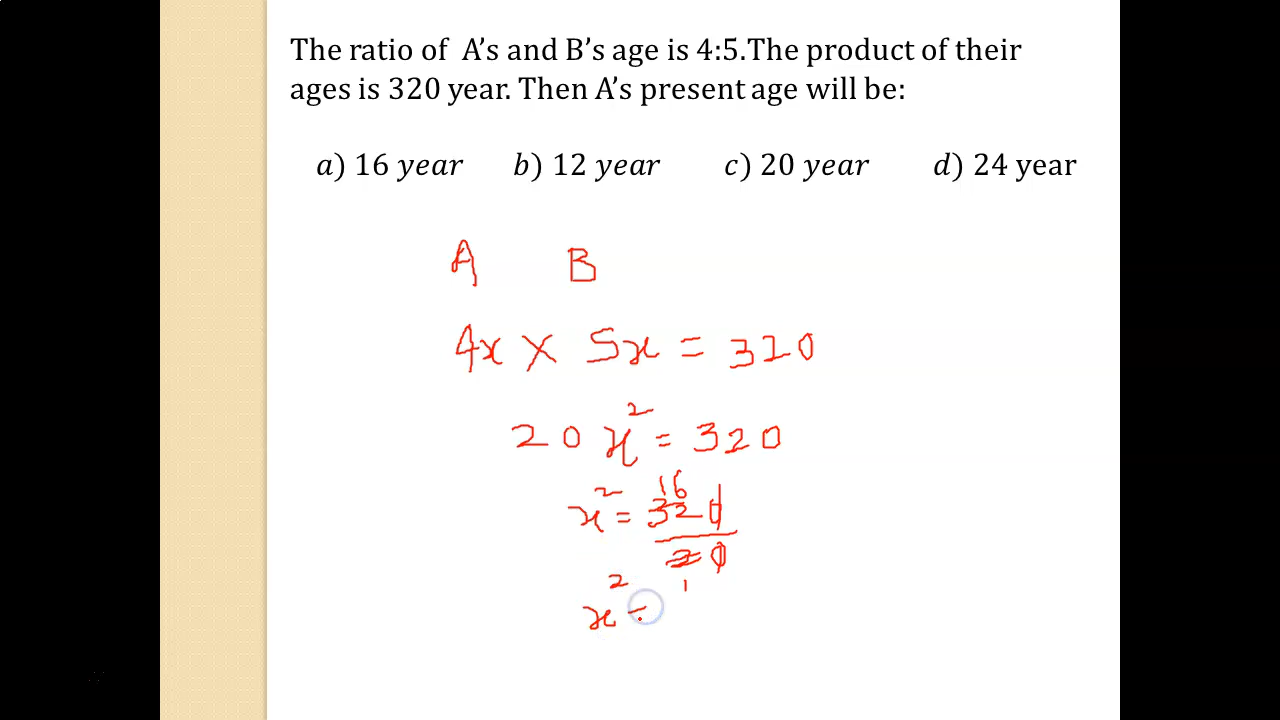 The ratio of A's and B's age is 4:5.The product of their
ages is 320 year. Then A's present age will be:
a) 16 year b) 12 year c) 20 year d) 24 year
A B
4x × 5x = 320
20 x² = 320
16
x² = 320
20
1
x² =